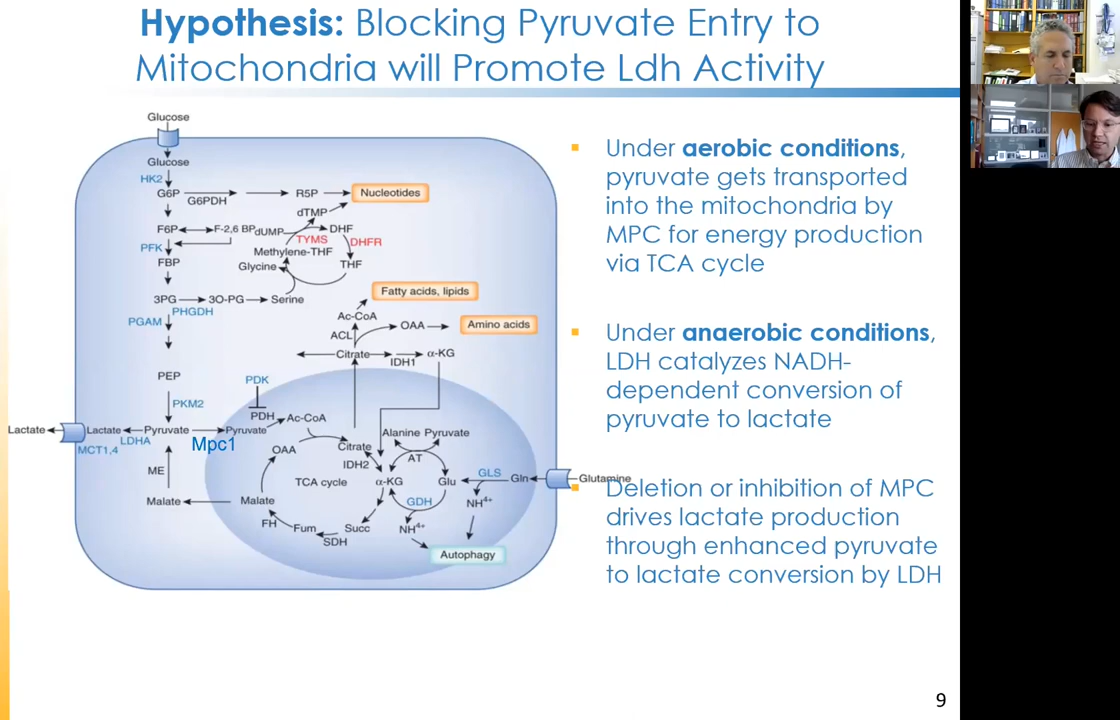 Hypothesis: Blocking Pyruvate Entry to
Mitochondria will Promote Ldh Activity
Glucose
Glucose
HK2
G6P
G6PDH
R5P
Nucleotides
dTMP
F6P
F-2,6 BP
dUMP
DHF
TYMS
DHFR
PFK
Methylene-THF
FBP
Glycine
THF
3PG
3O-PG
Serine
PHGDH
PGAM
Fatty acids, lipids
Ac-CoA
ACL
OAA
Amino acids
Citrate
IDH1
α-KG
PEP
PDK
PKM2
PDH
Ac-CoA
Lactate
Lactate
Pyruvate
Pyruvate
LDHA
Mpc1
MCT1,4
OAA
Citrate
Alanine
Pyruvate
AT
IDH2
ME
TCA cycle
α-KG
Glu
GLS
Gln
Glutamine
Malate
Malate
GDH
NH4+
FH
Fum
Succ
NH4+
SDH
Autophagy
Under aerobic conditions,
pyruvate gets transported
into the mitochondria by
MPC for energy production
via TCA cycle
Under anaerobic conditions,
LDH catalyzes NADH-
dependent conversion of
pyruvate to lactate
Deletion or inhibition of MPC
drives lactate production
through enhanced pyruvate
to lactate conversion by LDH
9